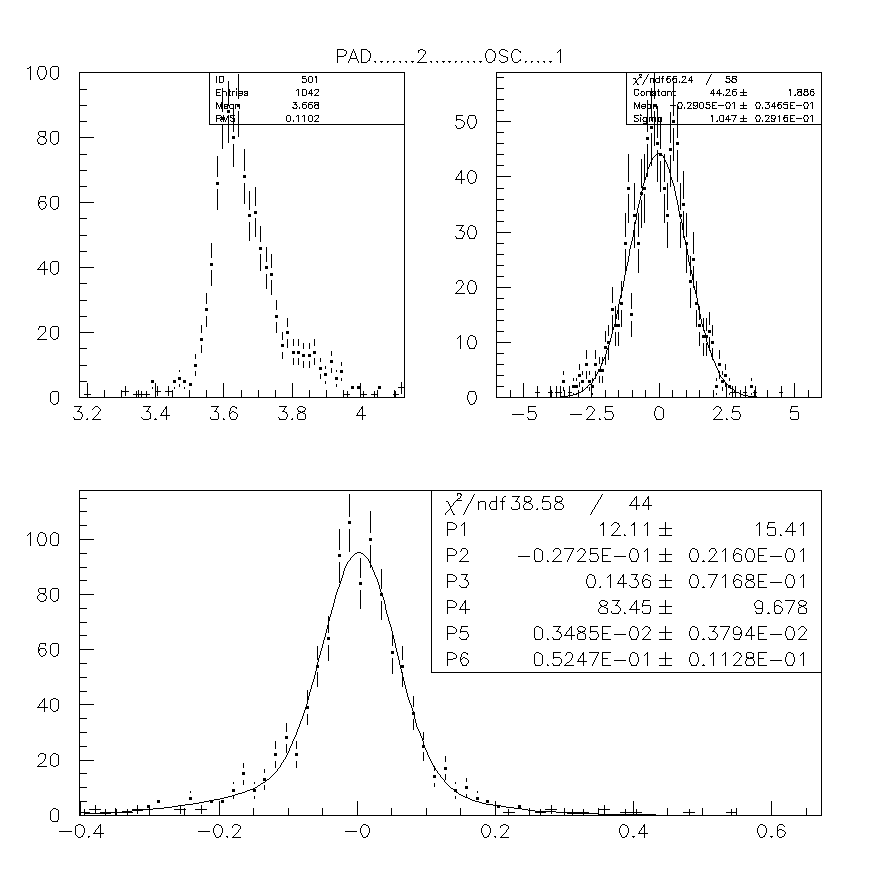 PAD.......2.........OSC.....1
ID 501
Entries 1042
Mean 3.668
RMS 0.1102
100
80
60
40
20
0
3.2 3.4 3.6 3.8 4
χ²/ndf 66.24 / 58
Constant 44.26 ± 1.886
Mean -0.2905E-01 ± 0.3465E-01
Sigma 1.047 ± 0.2916E-01
50
40
30
20
10
0
-5 -2.5 0 2.5 5
χ²/ndf 38.58 / 44
P1 12.11 ± 15.41
P2 -0.2725E-01 ± 0.2160E-01
P3 0.1436 ± 0.7168E-01
P4 83.45 ± 9.678
P5 0.3485E-02 ± 0.3794E-02
P6 0.5247E-01 ± 0.1128E-01
100
80
60
40
20
0
-0.4 -0.2 -0 0.2 0.4 0.6